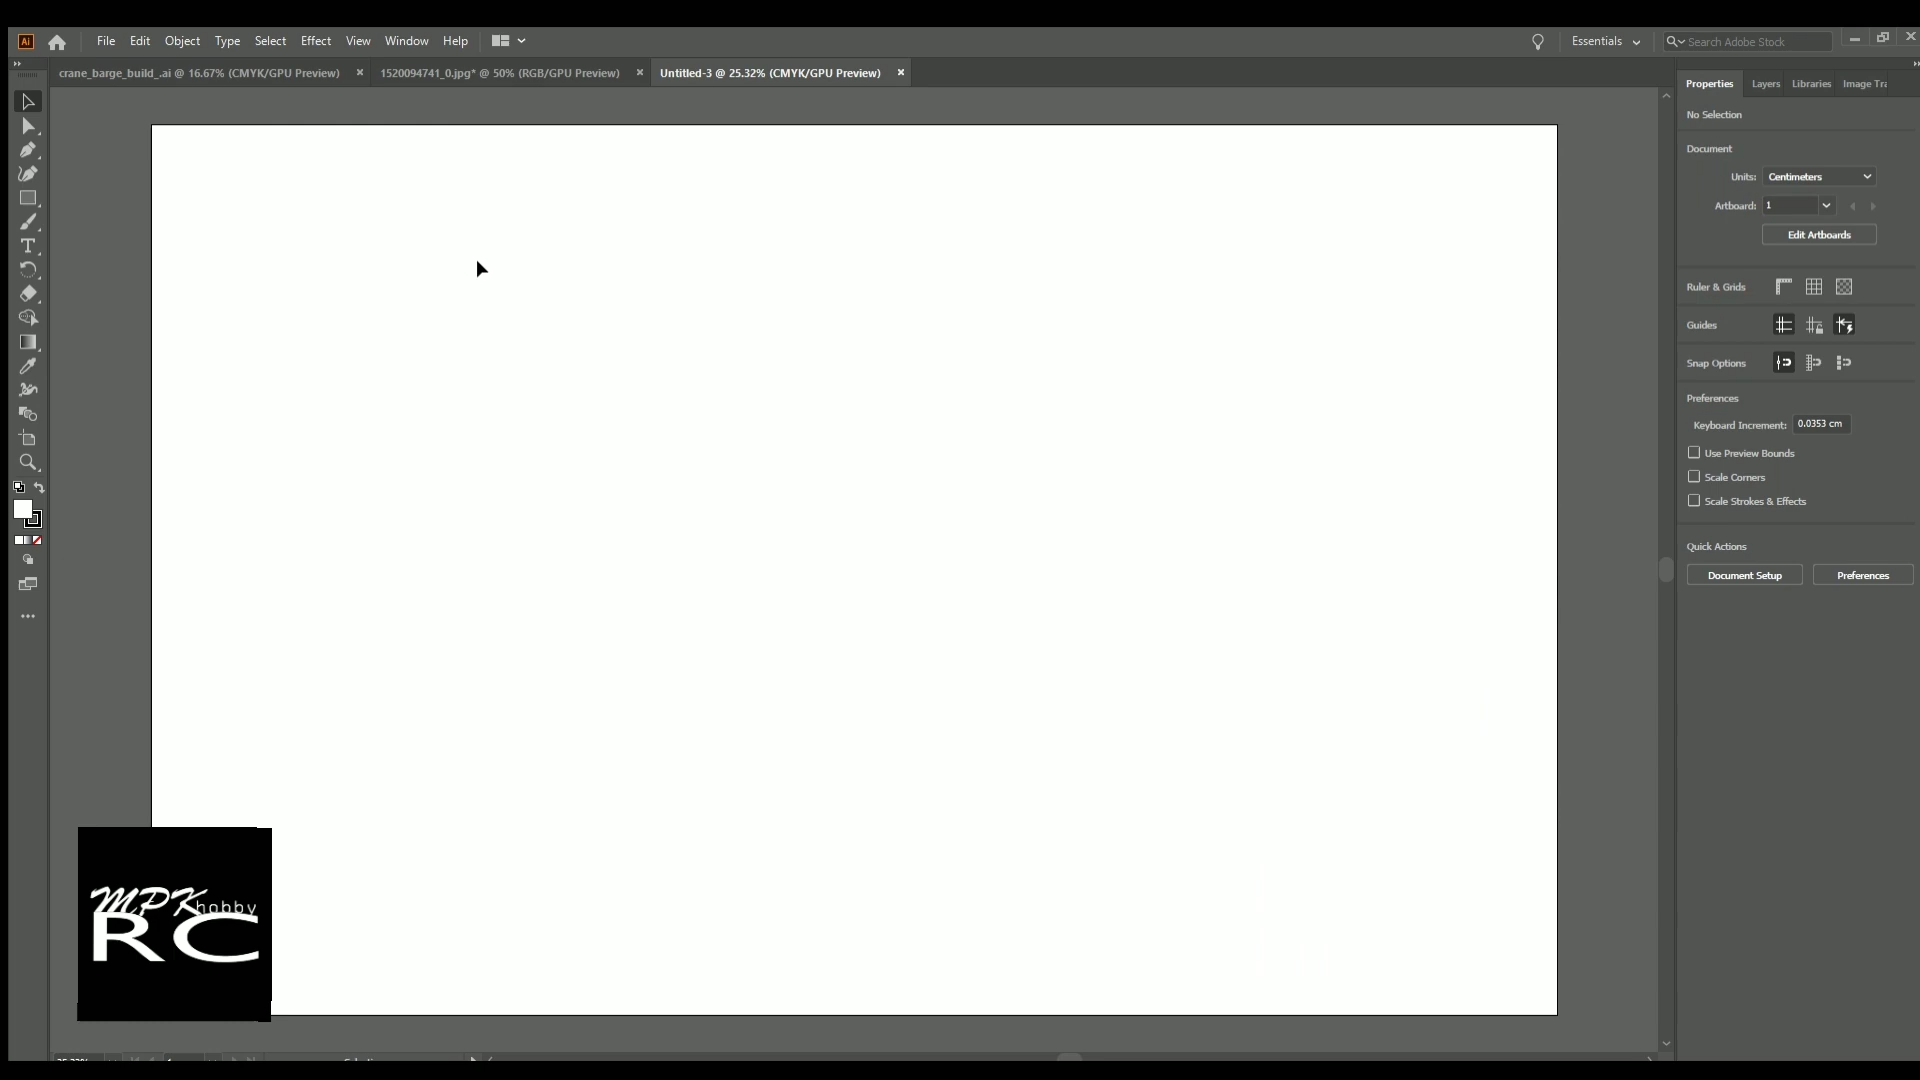 Ai File Edit Object Type Select Effect View Window Help Essentials Search Adobe Stock
crane_barge_build_.ai @ 16.67% (CMYK/GPU Preview) × 1520094741_0.jpg* @ 50% (RGB/GPU Preview) × Untitled-3 @ 25.32% (CMYK/GPU Preview) ×
Properties Layers Libraries Image Tra
No Selection
Document
Units: Centimeters
Artboard: 1
Edit Artboards
Ruler & Grids
Guides
Snap Options
Preferences
Keyboard Increment: 0.0353 cm
Use Preview Bounds
Scale Corners
Scale Strokes & Effects
Quick Actions
Document Setup Preferences
MPK hobby
RC